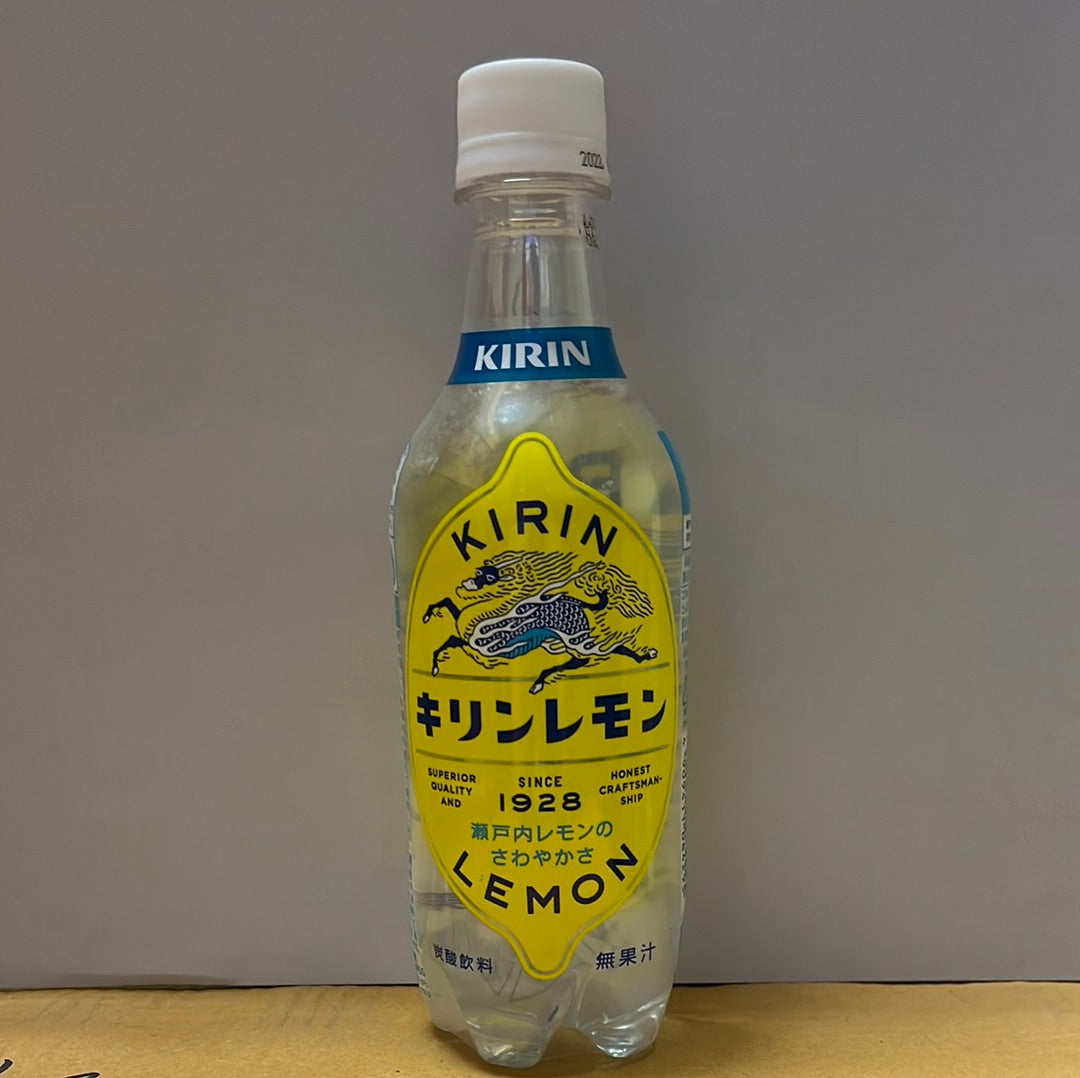 2022
KIRIN
KIRIN
キリンレモン
SUPERIOR
QUALITY
AND
SINCE
1928
HONEST
CRAFTSMAN-
SHIP
瀬戸内レモンの
さわやかさ
LEMON
炭酸飲料
無果汁